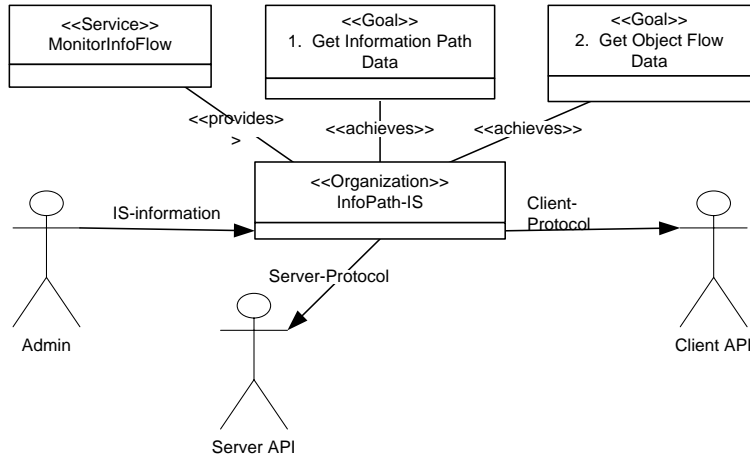 <<Service>>
MonitorInfoFlow
<<Goal>>
1. Get Information Path
Data
<<Goal>>
2. Get Object Flow
Data
<<provides>
>
<<achieves>>
<<achieves>>
<<Organization>>
InfoPath-IS
IS-information
Client-
Protocol
Server-Protocol
Admin
Client API
Server API